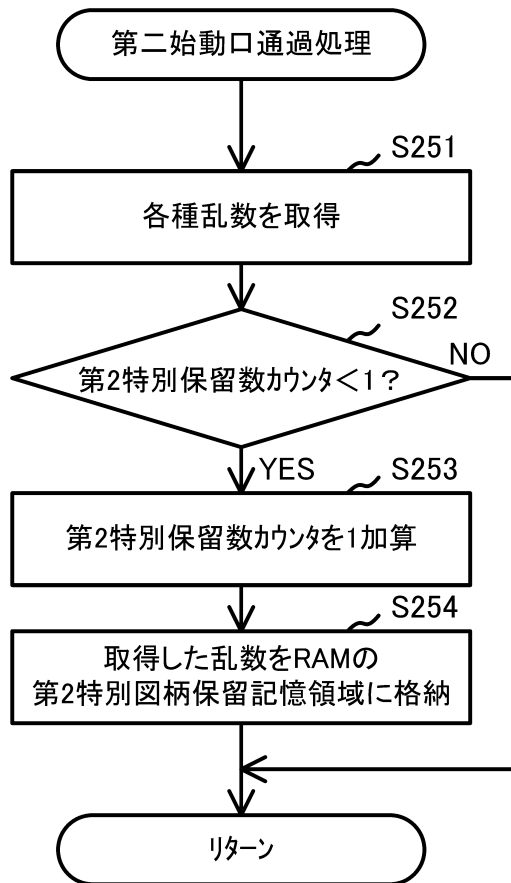 第二始動口通過処理
S251
各種乱数を取得
S252
第2特別保留数カウンタ＜1？
NO
YES
S253
第2特別保留数カウンタを1加算
S254
取得した乱数をRAMの
第2特別図柄保留記憶領域に格納
リターン